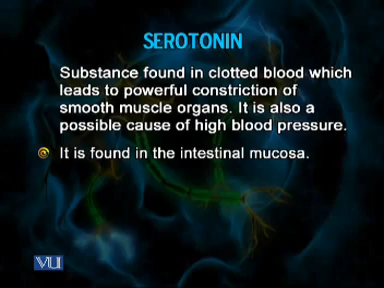 SEROTONIN
Substance found in clotted blood which
leads to powerful constriction of
smooth muscle organs. It is also a
possible cause of high blood pressure.
It is found in the intestinal mucosa.
VU